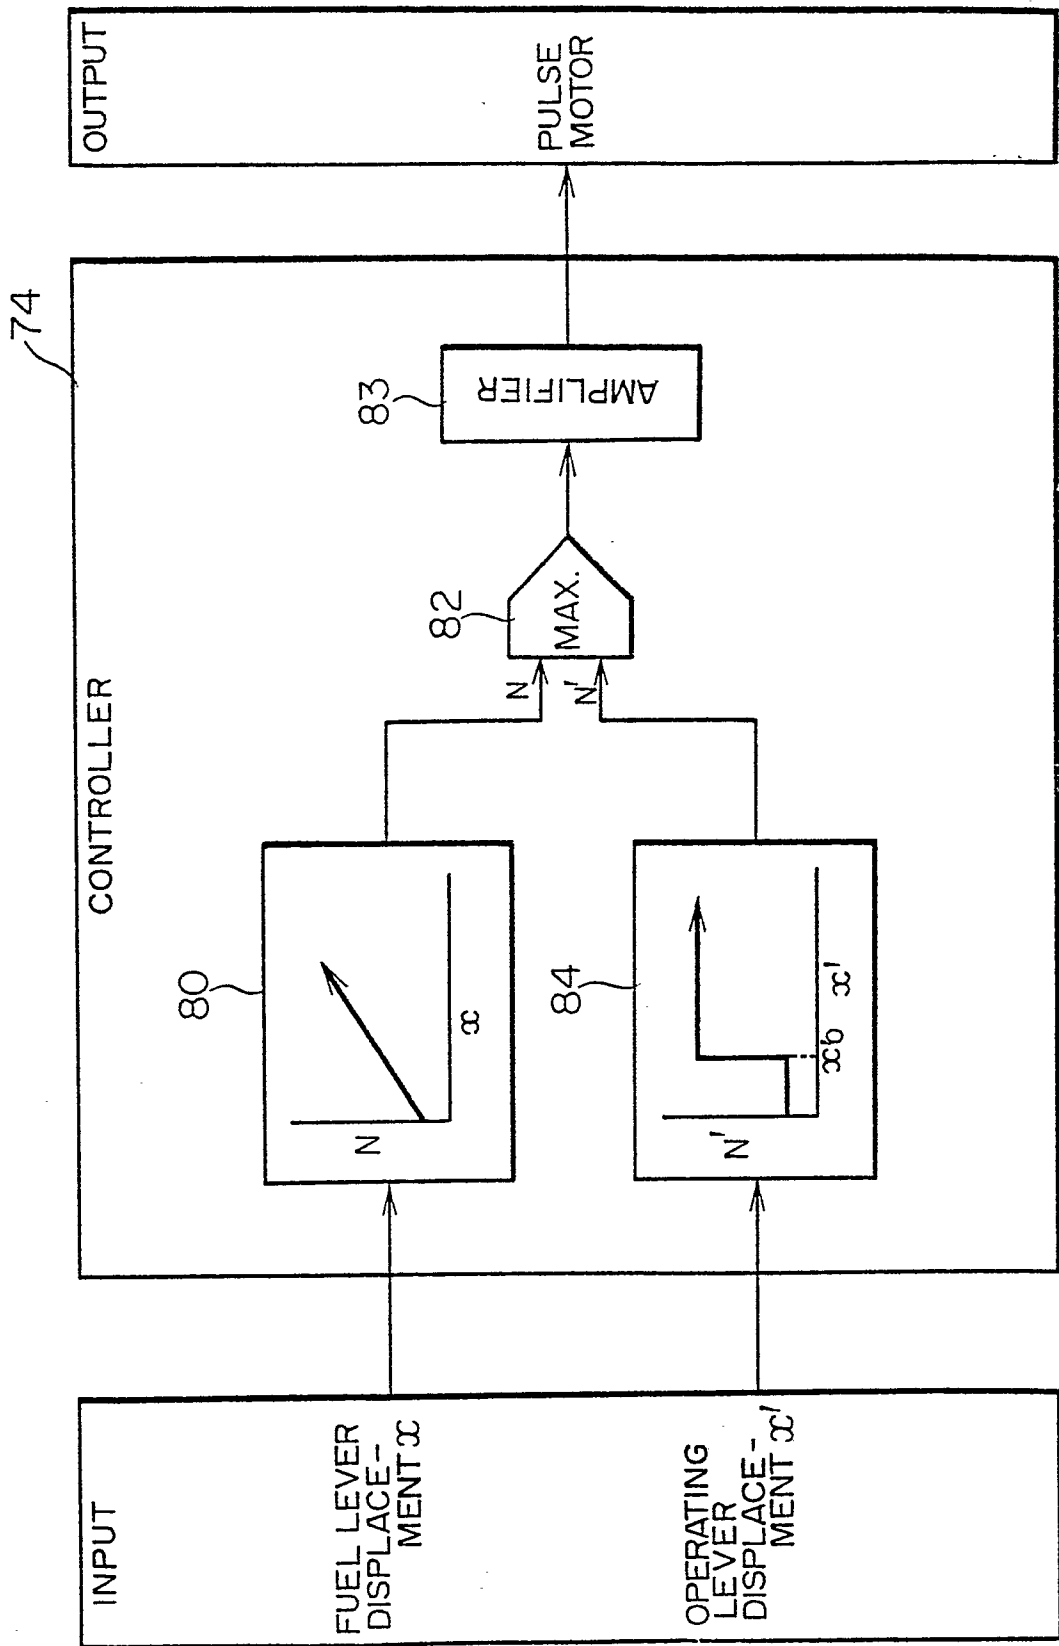 INPUT
FUEL LEVER
DISPLACE-
MENT x
OPERATING
LEVER
DISPLACE-
MENT x'
CONTROLLER
74
80
N
x
84
N'
x'o
x'
N
N'
82
MAX.
83
AMPLIFIER
OUTPUT
PULSE
MOTOR